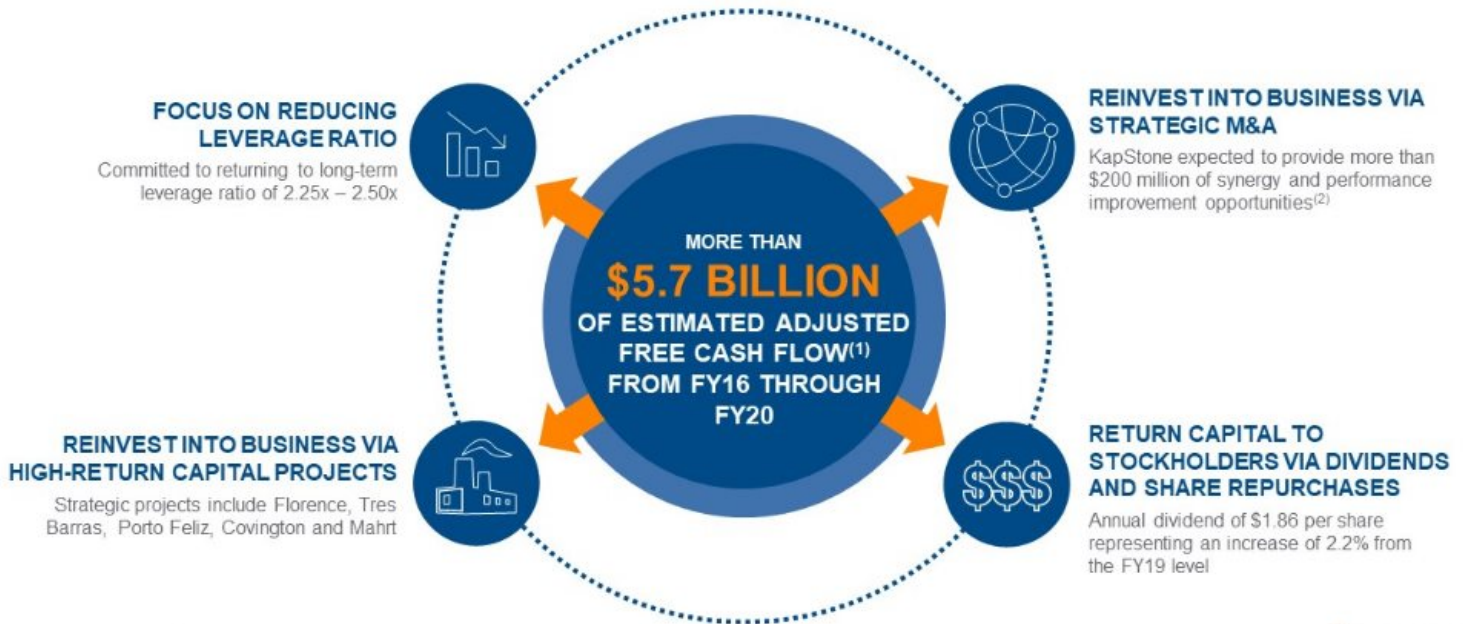 FOCUS ON REDUCING
LEVERAGE RATIO
Committed to returning to long-term
leverage ratio of 2.25x – 2.50x
REINVEST INTO BUSINESS VIA
STRATEGIC M&A
KapStone expected to provide more than
$200 million of synergy and performance
improvement opportunities(2)
MORE THAN
$5.7 BILLION
OF ESTIMATED ADJUSTED
FREE CASH FLOW(1)
FROM FY16 THROUGH
FY20
REINVEST INTO BUSINESS VIA
HIGH-RETURN CAPITAL PROJECTS
Strategic projects include Florence, Tres
Barras, Porto Feliz, Covington and Mahrt
$$$
RETURN CAPITAL TO
STOCKHOLDERS VIA DIVIDENDS
AND SHARE REPURCHASES
Annual dividend of $1.86 per share
representing an increase of 2.2% from
the FY19 level